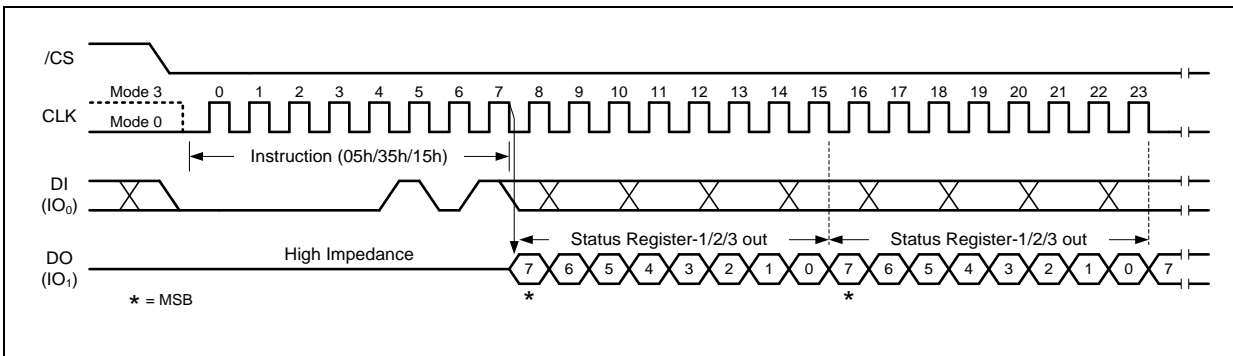 /CS
Mode 3 0 1 2 3 4 5 6 7 8 9 10 11 12 13 14 15 16 17 18 19 20 21 22 23
CLK Mode 0
Instruction (05h/35h/15h)
DI
(IO0)
Status Register-1/2/3 out Status Register-1/2/3 out
High Impedance
DO 7 6 5 4 3 2 1 0 7 6 5 4 3 2 1 0 7
(IO1)
* *
* = MSB